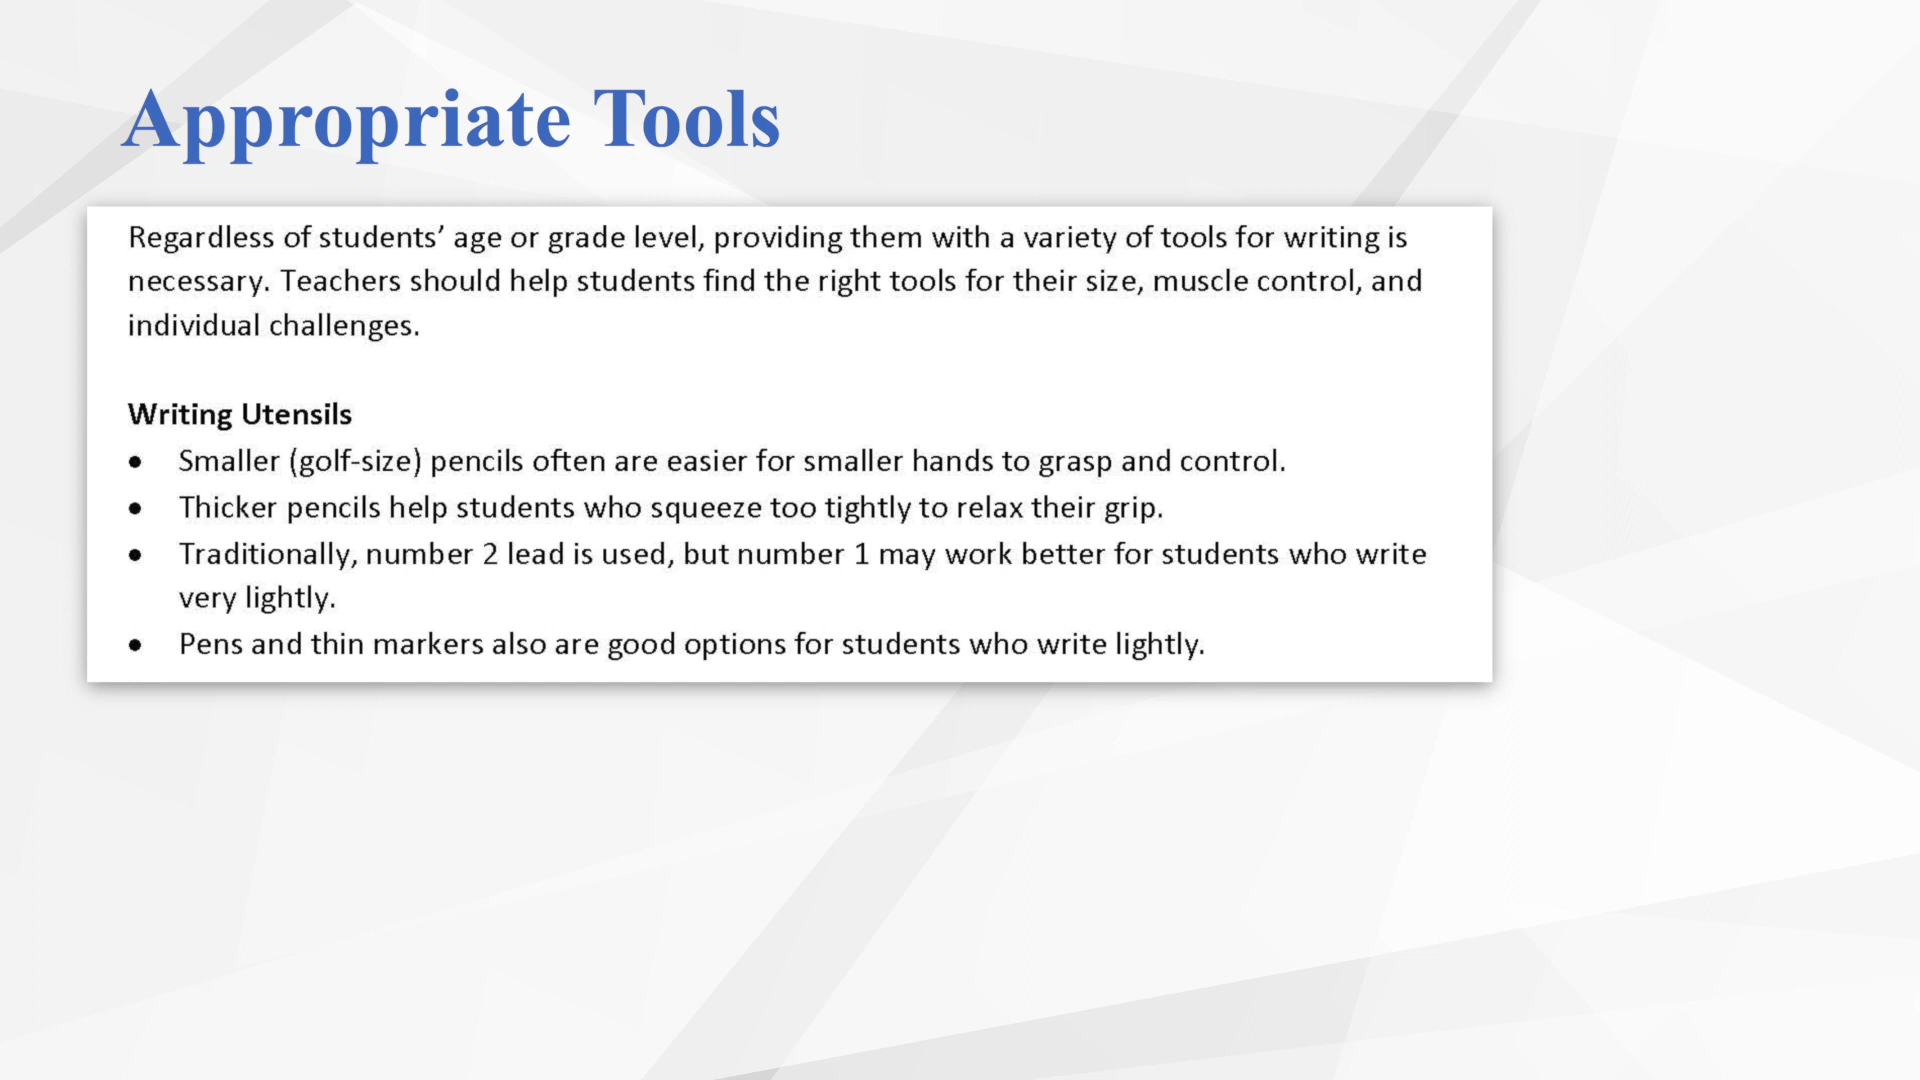 Appropriate Tools
Regardless of students’ age or grade level, providing them with a variety of tools for writing is
necessary. Teachers should help students find the right tools for their size, muscle control, and
individual challenges.
Writing Utensils
• Smaller (golf-size) pencils often are easier for smaller hands to grasp and control.
• Thicker pencils help students who squeeze too tightly to relax their grip.
• Traditionally, number 2 lead is used, but number 1 may work better for students who write
very lightly.
• Pens and thin markers also are good options for students who write lightly.